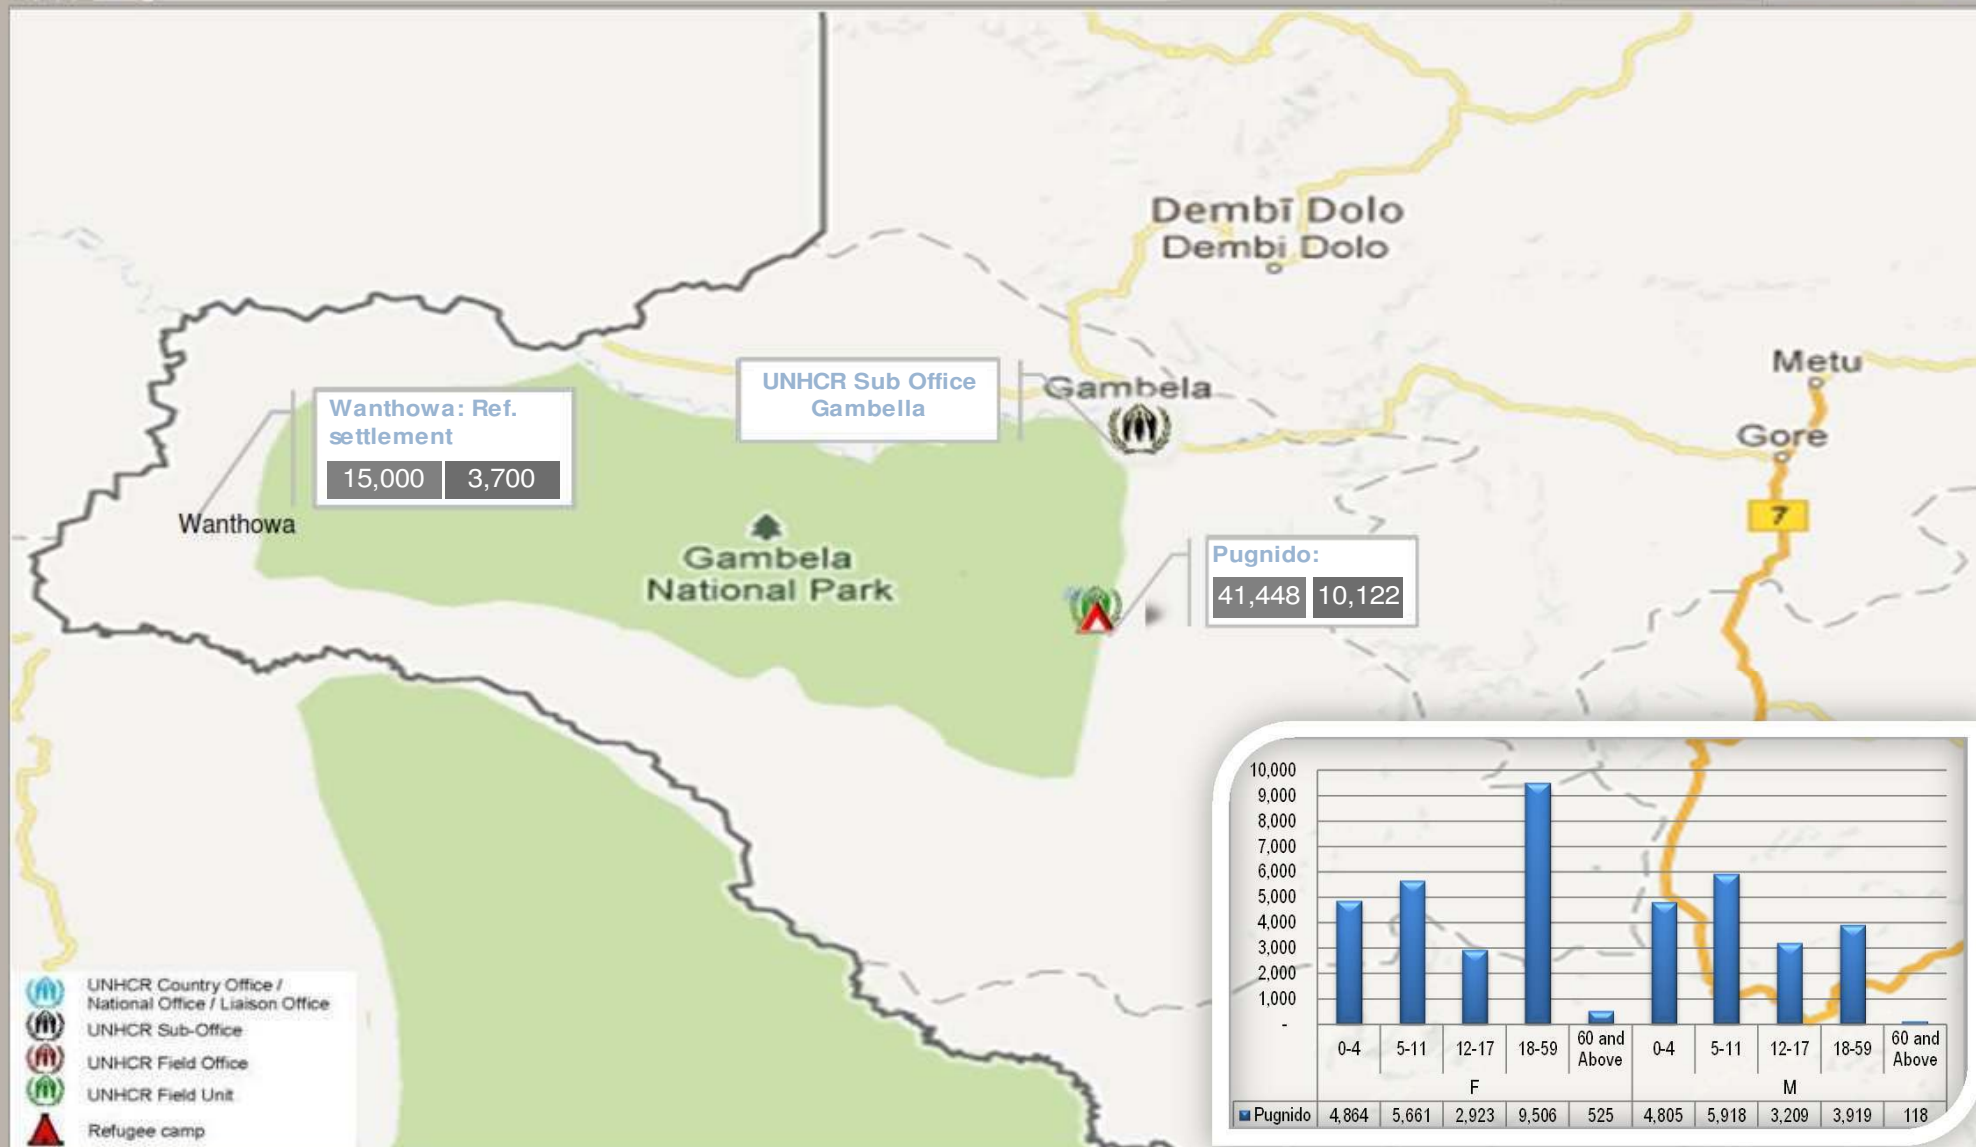 Dembī Dolo
Dembi Dolo
Metu
Gambela
Gore
7
UNHCR Sub Office
Gambella
Wanthowa: Ref.
settlement
15,000 3,700
Wanthowa
Gambela
National Park
Pugnido:
41,448 10,122
UNHCR Country Office /
National Office / Liaison Office
UNHCR Sub-Office
UNHCR Field Office
UNHCR Field Unit
Refugee camp
10,000
9,000
8,000
7,000
6,000
5,000
4,000
3,000
2,000
1,000
-
0-4 5-11 12-17 18-59 60 and Above 0-4 5-11 12-17 18-59 60 and Above
F M
Pugnido 4,864 5,661 2,923 9,506 525 4,805 5,918 3,209 3,919 118